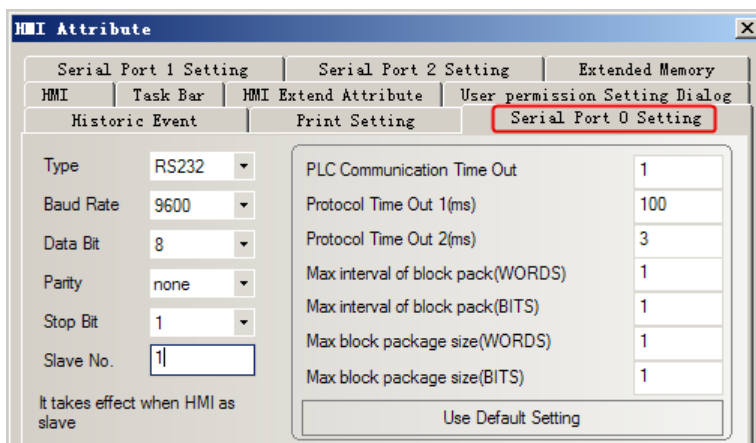 HMI Attribute
Serial Port 1 Setting Serial Port 2 Setting Extended Memory
HMI Task Bar HMI Extend Attribute User permission Setting Dialog
Historic Event Print Setting Serial Port 0 Setting
Type RS232
Baud Rate 9600
Data Bit 8
Parity none
Stop Bit 1
Slave No. 1
It takes effect when HMI as
slave
PLC Communication Time Out 1
Protocol Time Out 1(ms) 100
Protocol Time Out 2(ms) 3
Max interval of block pack(WORDS) 1
Max interval of block pack(BITS) 1
Max block package size(WORDS) 1
Max block package size(BITS) 1
Use Default Setting